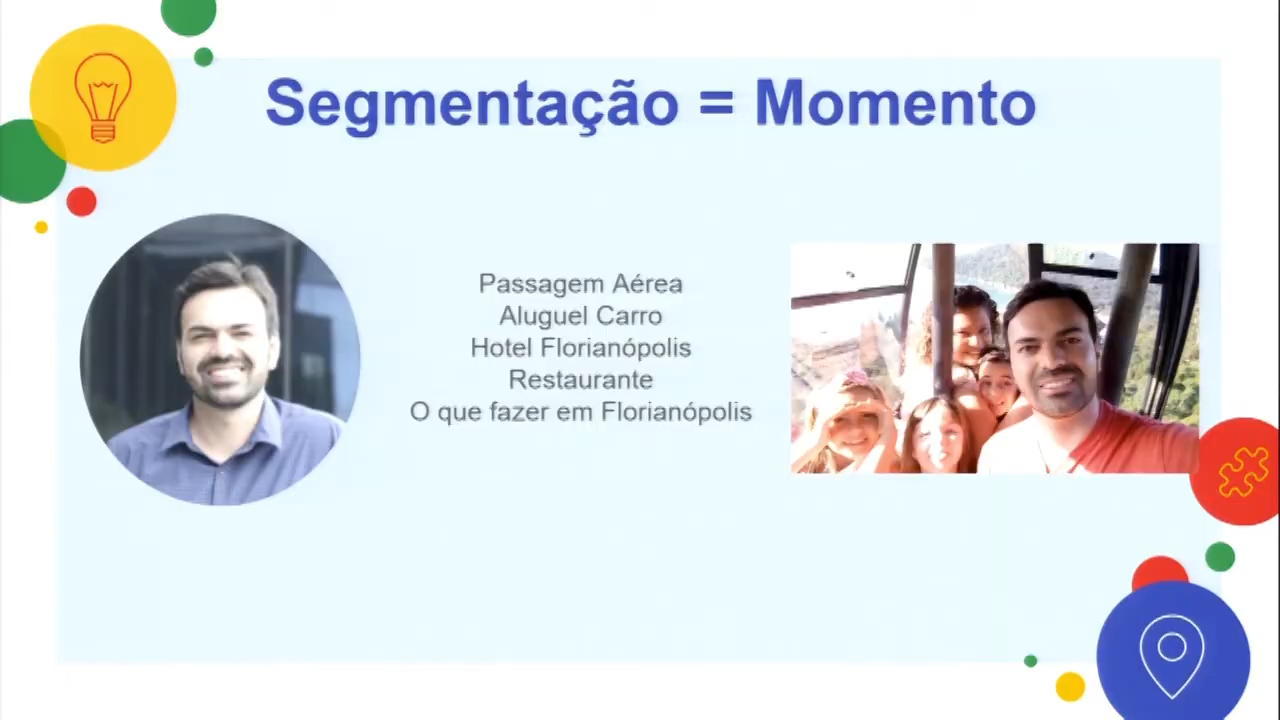 Segmentação = Momento
Passagem Aérea
Aluguel Carro
Hotel Florianópolis
Restaurante
O que fazer em Florianópolis